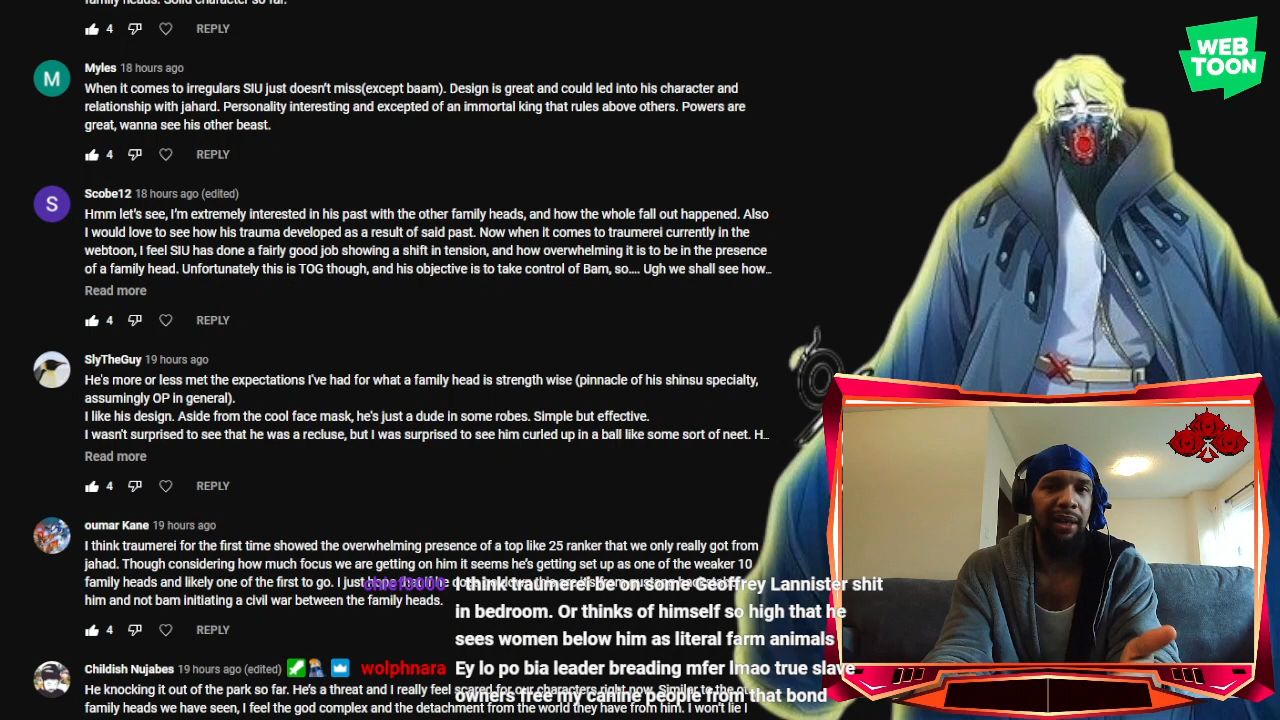 family heads. Solid character so far.
4 REPLY
WEB
TOON
M
Myles 18 hours ago
When it comes to irregulars SIU just doesn't miss(except baam). Design is great and could led into his character and
relationship with jahard. Personality interesting and excepted of an immortal king that rules above others. Powers are
great, wanna see his other beast.
4 REPLY
S
Scobe12 18 hours ago (edited)
Hmm let's see, I'm extremely interested in his past with the other family heads, and how the whole fall out happened. Also
I would love to see how his trauma developed as a result of said past. Now when it comes to traumerei currently in the
webtoon, I feel SIU has done a fairly good job showing a shift in tension, and how overwhelming it is to be in the presence
of a family head. Unfortunately this is TOG though, and his objective is to take control of Bam, so.... Ugh we shall see how...
Read more
4 REPLY
SlyTheGuy 19 hours ago
He's more or less met the expectations I've had for what a family head is strength wise (pinnacle of his shinsu specialty,
assumingly OP in general).
I like his design. Aside from the cool face mask, he's just a dude in some robes. Simple but effective.
I wasn't surprised to see that he was a recluse, but I was surprised to see him curled up in a ball like some sort of neet. H...
Read more
4 REPLY
oumar Kane 19 hours ago
I think traumerei for the first time showed the overwhelming presence of a top like 25 ranker that we only really got from
jahad. Though considering how much focus we are getting on him it seems he's getting set up as one of the weaker 10
family heads and likely one of the first to go. I just
him and not bam initiating a civil war between the family heads.
4 REPLY
I think traumerei be on some Geoffrey Lannister shit
in bedroom. Or thinks of himself so high that he
sees women below him as literal farm animals
Childish Nujabes 19 hours ago (edited)
wolphnara Ey lo po bia leader breading mfer lmao true slave
owners free my canine people from that bond
He knocking it out of the park so far. He's a threat and I really feel scared for our characters right now. Similar to the
family heads we have seen, I feel the god complex and the detachment from the world they have from him. I won't lie I